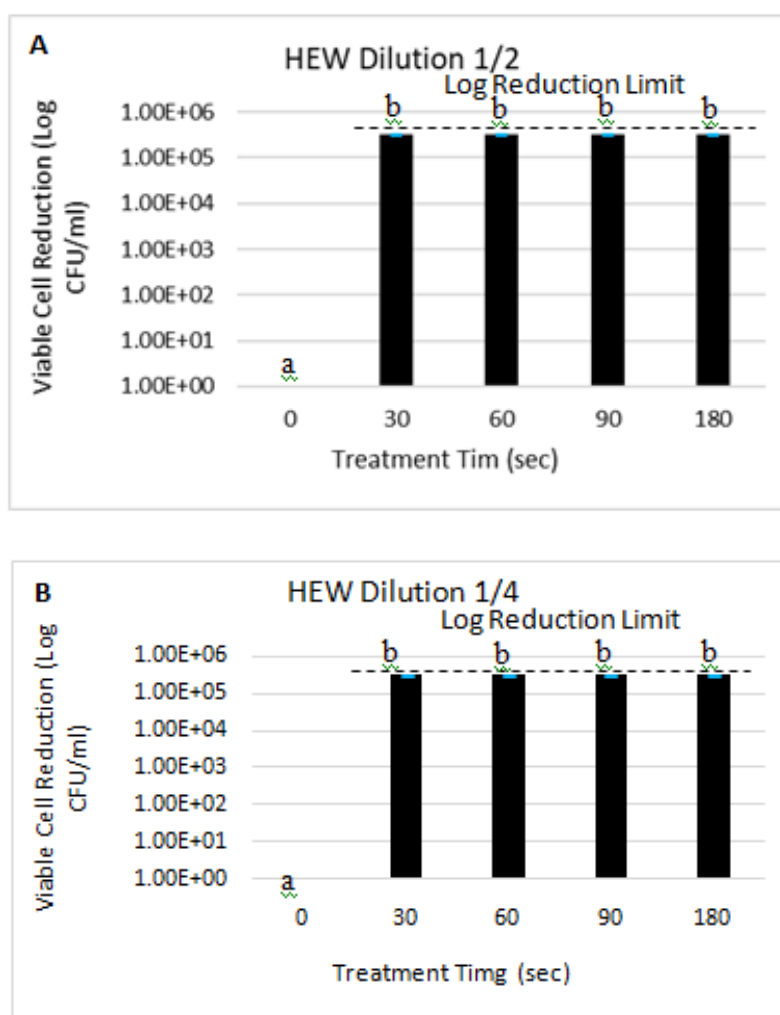 A
HEW Dilution 1/2
Log Reduction Limit
b b b b
Viable Cell Reduction (Log
CFU/ml)
1.00E+06
1.00E+05
1.00E+04
1.00E+03
1.00E+02
1.00E+01
1.00E+00
a
0 30 60 90 180
Treatment Tim (sec)
B
HEW Dilution 1/4
Log Reduction Limit
b b b b
Viable Cell Reduction (Log
CFU/ml)
1.00E+06
1.00E+05
1.00E+04
1.00E+03
1.00E+02
1.00E+01
1.00E+00
a
0 30 60 90 180
Treatment Timg (sec)